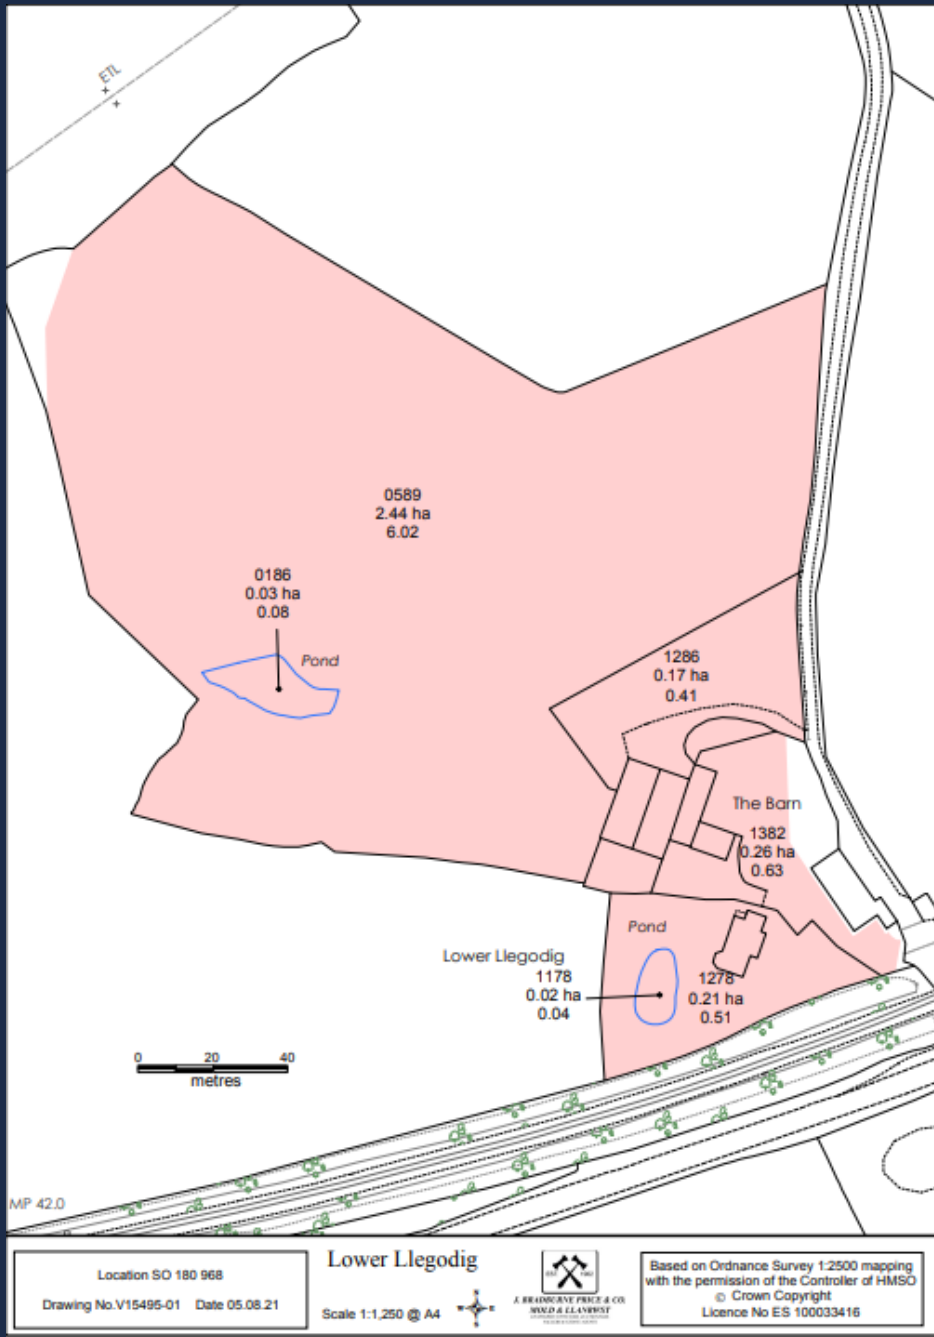 ETL
0589
2.44 ha
6.02
0186
0.03 ha
0.08
Pond
1286
0.17 ha
0.41
The Barn
1382
0.26 ha
0.63
Pond
Lower Llegodig
1178
0.02 ha
0.04
1278
0.21 ha
0.51
0 20 40
metres
MP 42.0
Location SO 180 968
Drawing No.V15495-01 Date 05.08.21
Lower Llegodig
Scale 1:1,250 @ A4
J. BRADBURNE PRICE & CO.
MOLD & LLANRWST
Based on Ordnance Survey 1:2500 mapping
with the permission of the Controller of HMSO
© Crown Copyright
Licence No ES 100033416